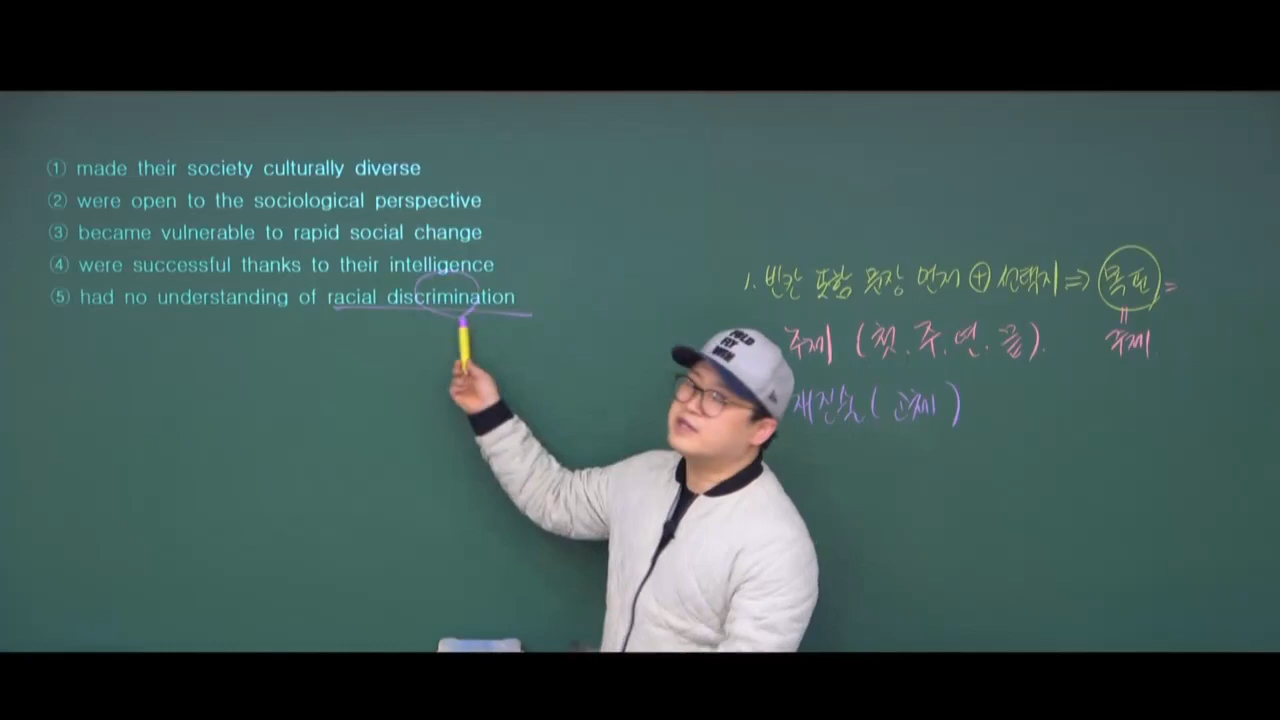 ① made their society culturally diverse
② were open to the sociological perspective
③ became vulnerable to rapid social change
④ were successful thanks to their intelligence
⑤ had no understanding of racial discrimination
1. 빈칸 포함 문장 먼저 ⊕ 선택지 ⇒ 목표 =
=
주제 (첫. 주. 연. 끝). 주제
재진술 ( )
FLY